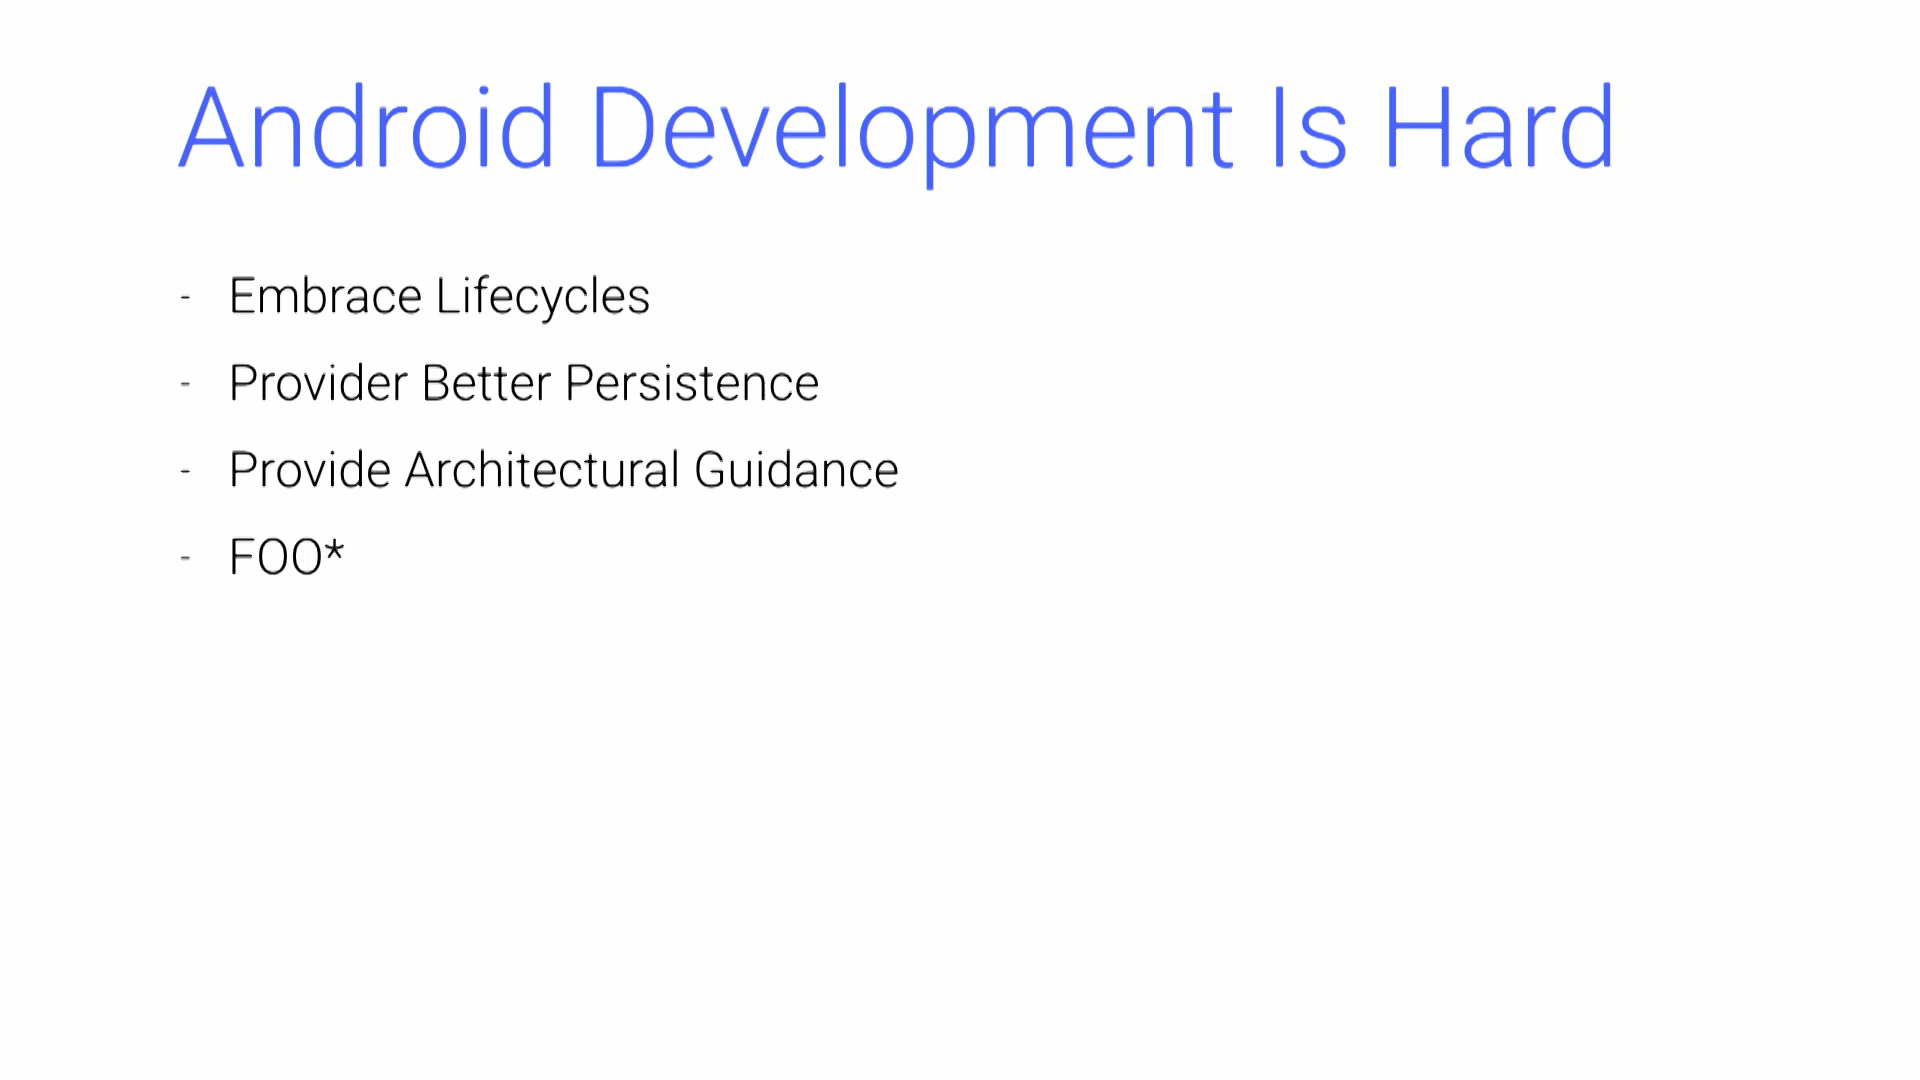 Android Development Is Hard
- Embrace Lifecycles
- Provider Better Persistence
- Provide Architectural Guidance
- FOO*